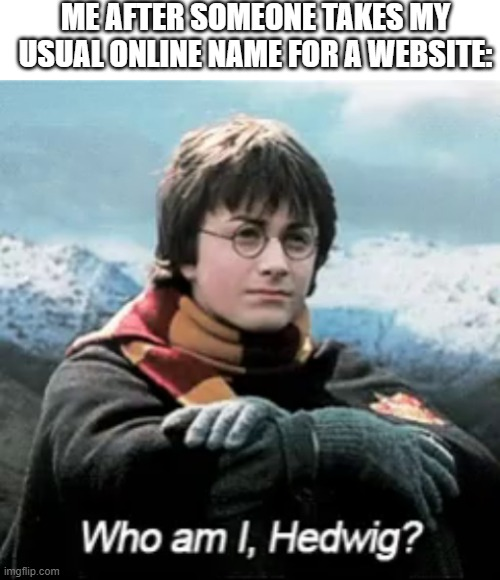 ME AFTER SOMEONE TAKES MY
USUAL ONLINE NAME FOR A WEBSITE:
Who am I, Hedwig?
imgflip.com